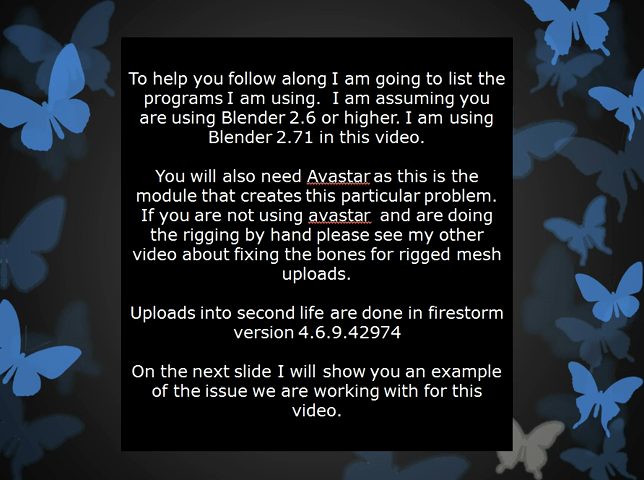 To help you follow along I am going to list the
programs I am using.  I am assuming you
are using Blender 2.6 or higher. I am using
Blender 2.71 in this video.
You will also need Avastar as this is the
module that creates this particular problem.
If you are not using avastar  and are doing
the rigging by hand please see my other
video about fixing the bones for rigged mesh
uploads.
Uploads into second life are done in firestorm
version 4.6.9.42974
On the next slide I will show you an example
of the issue we are working with for this
video.